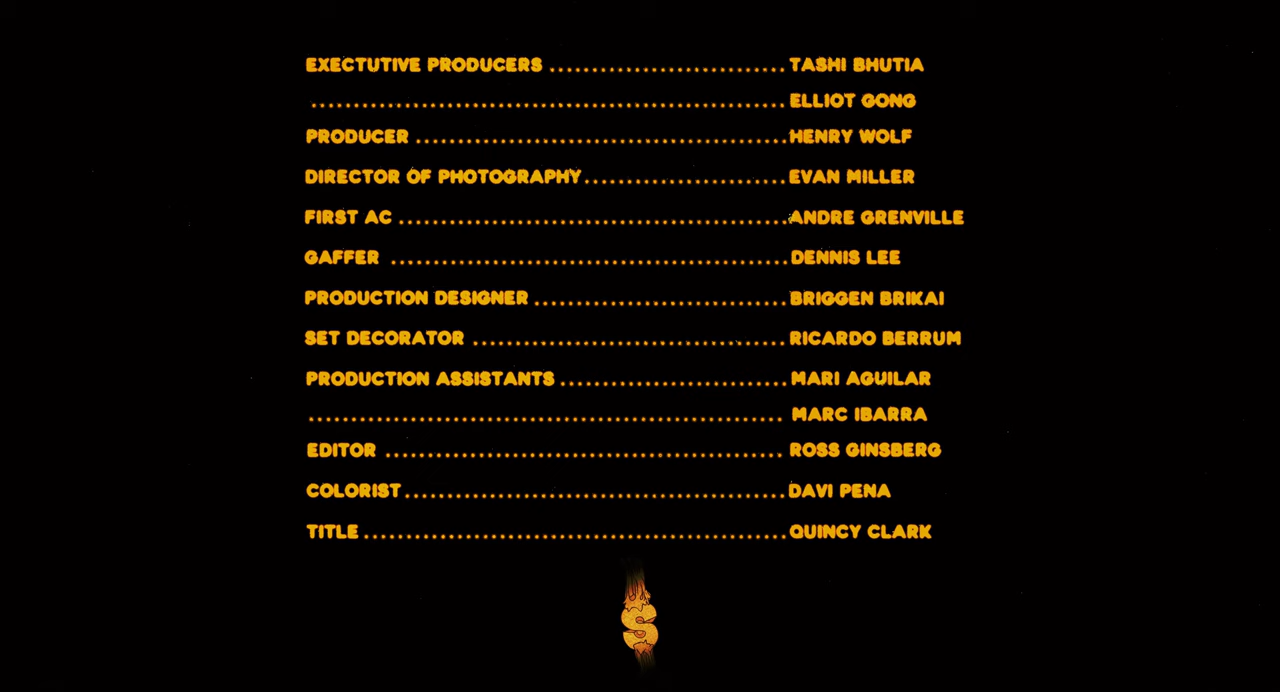 EXECTUTIVE PRODUCERS ............................ TASHI BHUTIA
........................................................ ELLIOT GONG
PRODUCER ............................................ HENRY WOLF
DIRECTOR OF PHOTOGRAPHY ........................ EVAN MILLER
FIRST AC .............................................. ANDRE GRENVILLE
GAFFER ............................................... DENNIS LEE
PRODUCTION DESIGNER .............................. BRIGGEN BRIKAI
SET DECORATOR ..................................... RICARDO BERRUM
PRODUCTION ASSISTANTS ........................... MARI AGUILAR
........................................................ MARC IBARRA
EDITOR ............................................... ROSS GINSBERG
COLORIST ............................................. DAVI PENA
TITLE .................................................. QUINCY CLARK
S